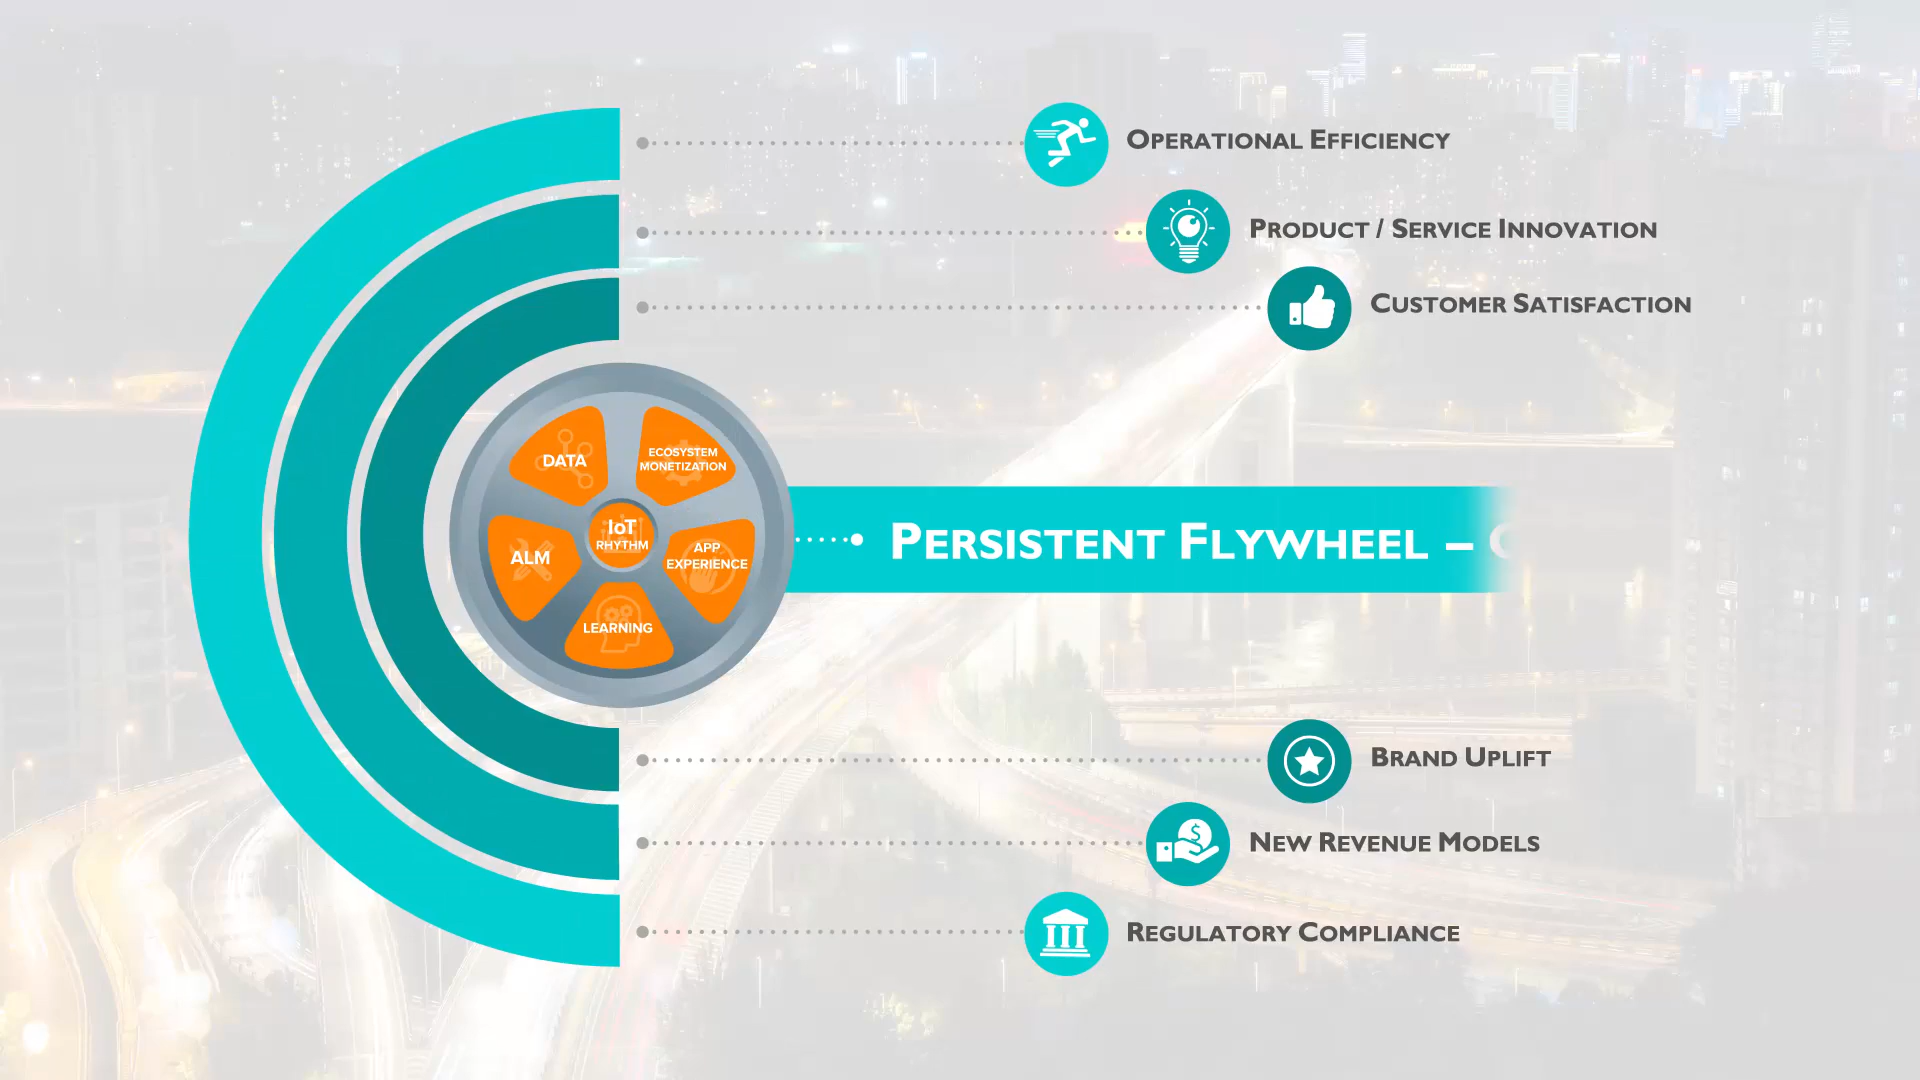 OPERATIONAL EFFICIENCY
PRODUCT / SERVICE INNOVATION
CUSTOMER SATISFACTION
DATA
ECOSYSTEM
MONETIZATION
IoT
RHYTHM
ALM
APP
EXPERIENCE
LEARNING
PERSISTENT FLYWHEEL –
BRAND UPLIFT
NEW REVENUE MODELS
REGULATORY COMPLIANCE